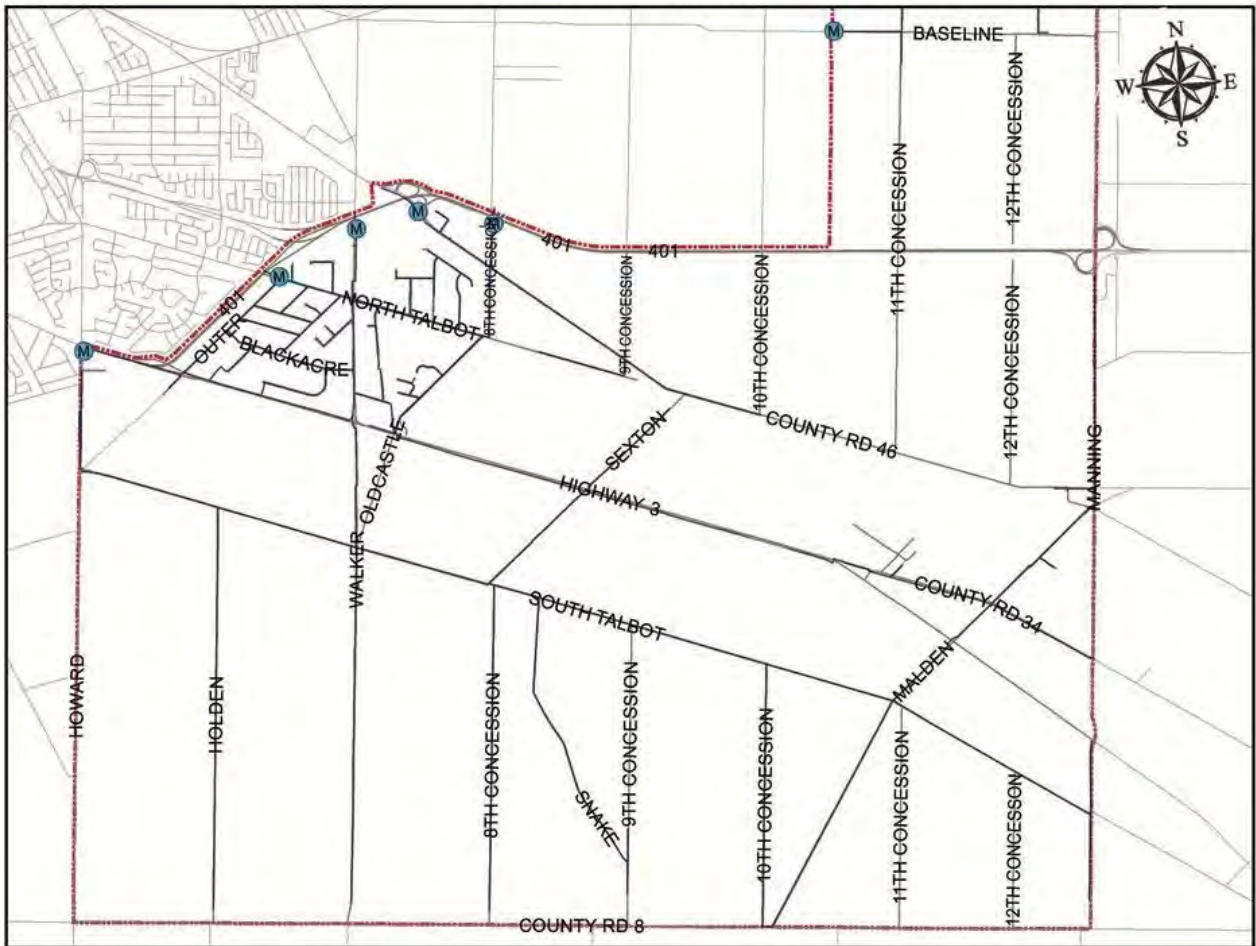 N
W
E
S
M
BASELINE
12TH CONCESSION
11TH CONCESSION
M
M
M
8TH CONCESSION
401
401
9TH CONCESSION
10TH CONCESSION
12TH CONCESSION
M
401
NORTH TALBOT
OUTER
BLACKACRE
M
COUNTY RD 46
MANNING
SEXTON
OLDCASTLE
HIGHWAY 3
WALKER
COUNTY RD 34
SOUTH TALBOT
MALDEN
HOWARD
HOLDEN
8TH CONCESSION
9TH CONCESSION
SNAKE
10TH CONCESSION
11TH CONCESSION
12TH CONCESSON
COUNTY RD 8